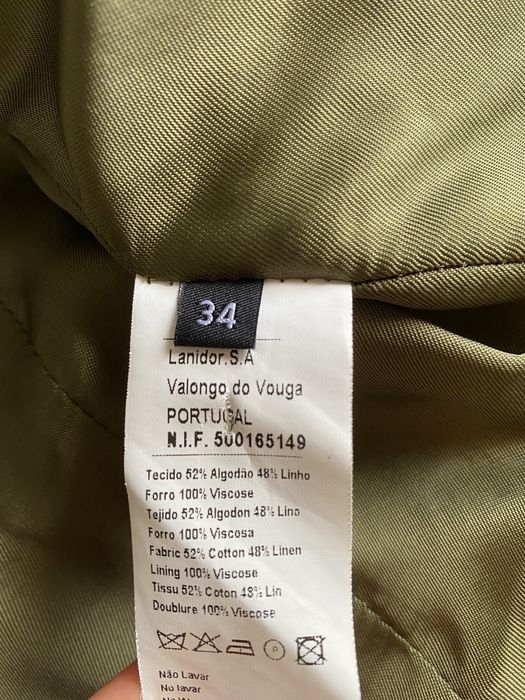 34
Lanidor.S.A
Valongo do Vouga
PORTUGAL
N.I.F. 500165149
Tecido 52% Algodão 48% Linho
Forro 100% Viscose
Tejido 52% Algodon 48% Lino
Forro 100% Viscosa
Fabric 52% Cotton 48% Linen
Lining 100% Viscose
Tissu 52% Coton 48% Lin
Doublure 100% Viscose
P
Não Lavar
No lavar